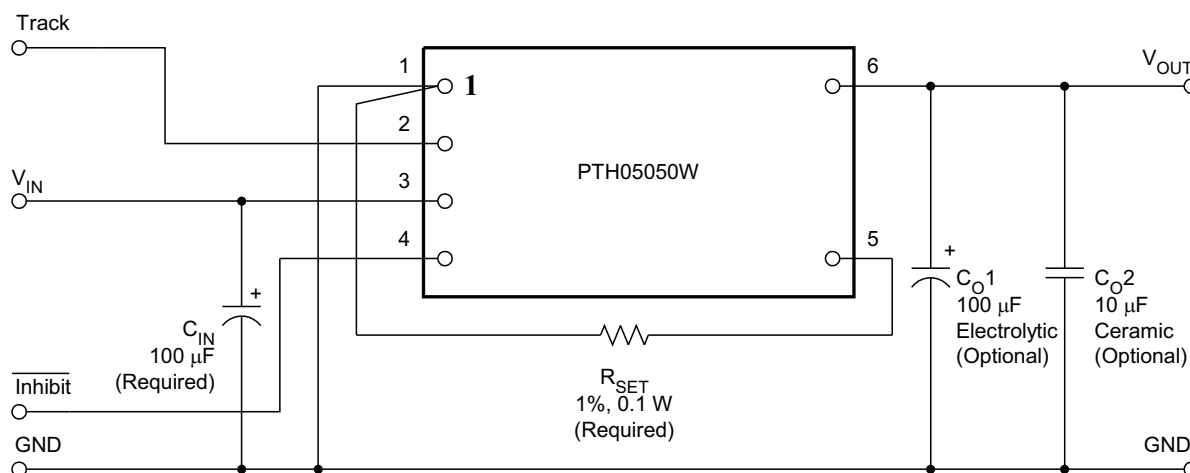 Track
1
1
2
V_IN
3
4
PTH05050W
6
V_OUT
5
C_IN
100 μF
(Required)
+
Inhibit
GND
R_SET
1%, 0.1 W
(Required)
+
C_O1
100 μF
Electrolytic
(Optional)
C_O2
10 μF
Ceramic
(Optional)
GND